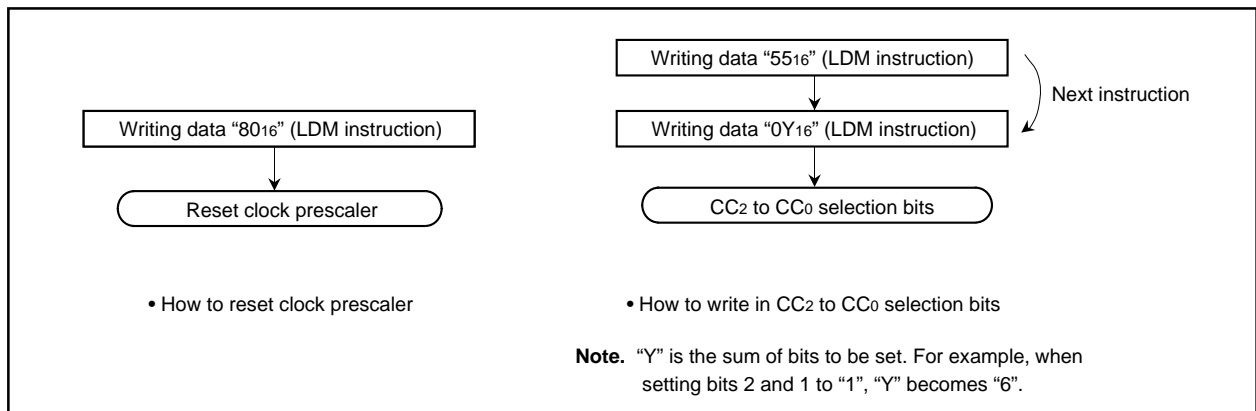 Writing data “80₁₆” (LDM instruction)
Reset clock prescaler
• How to reset clock prescaler
Writing data “55₁₆” (LDM instruction)
Next instruction
Writing data “0Y₁₆” (LDM instruction)
CC₂ to CC₀ selection bits
• How to write in CC₂ to CC₀ selection bits
Note. “Y” is the sum of bits to be set. For example, when
setting bits 2 and 1 to “1”, “Y” becomes “6”.